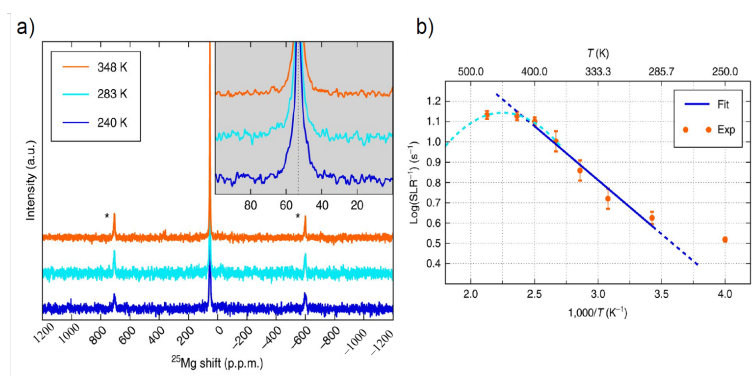 a)
348 K
283 K
240 K
100 80 60 40 20 0
*
*
Intensity (a.u.)
1200 1000 800 600 400 200 0 −200 −400 −600 −800 −1000 −1200
²⁵Mg shift (p.p.m.)
b)
T (K)
500.0 400.0 333.3 285.7 250.0
Fit
Exp
1.2
1.1
1.0
0.9
0.8
0.7
0.6
0.5
0.4
Log(SLR⁻¹) (s⁻¹)
2.0 2.5 3.0 3.5 4.0
1,000/T (K⁻¹)